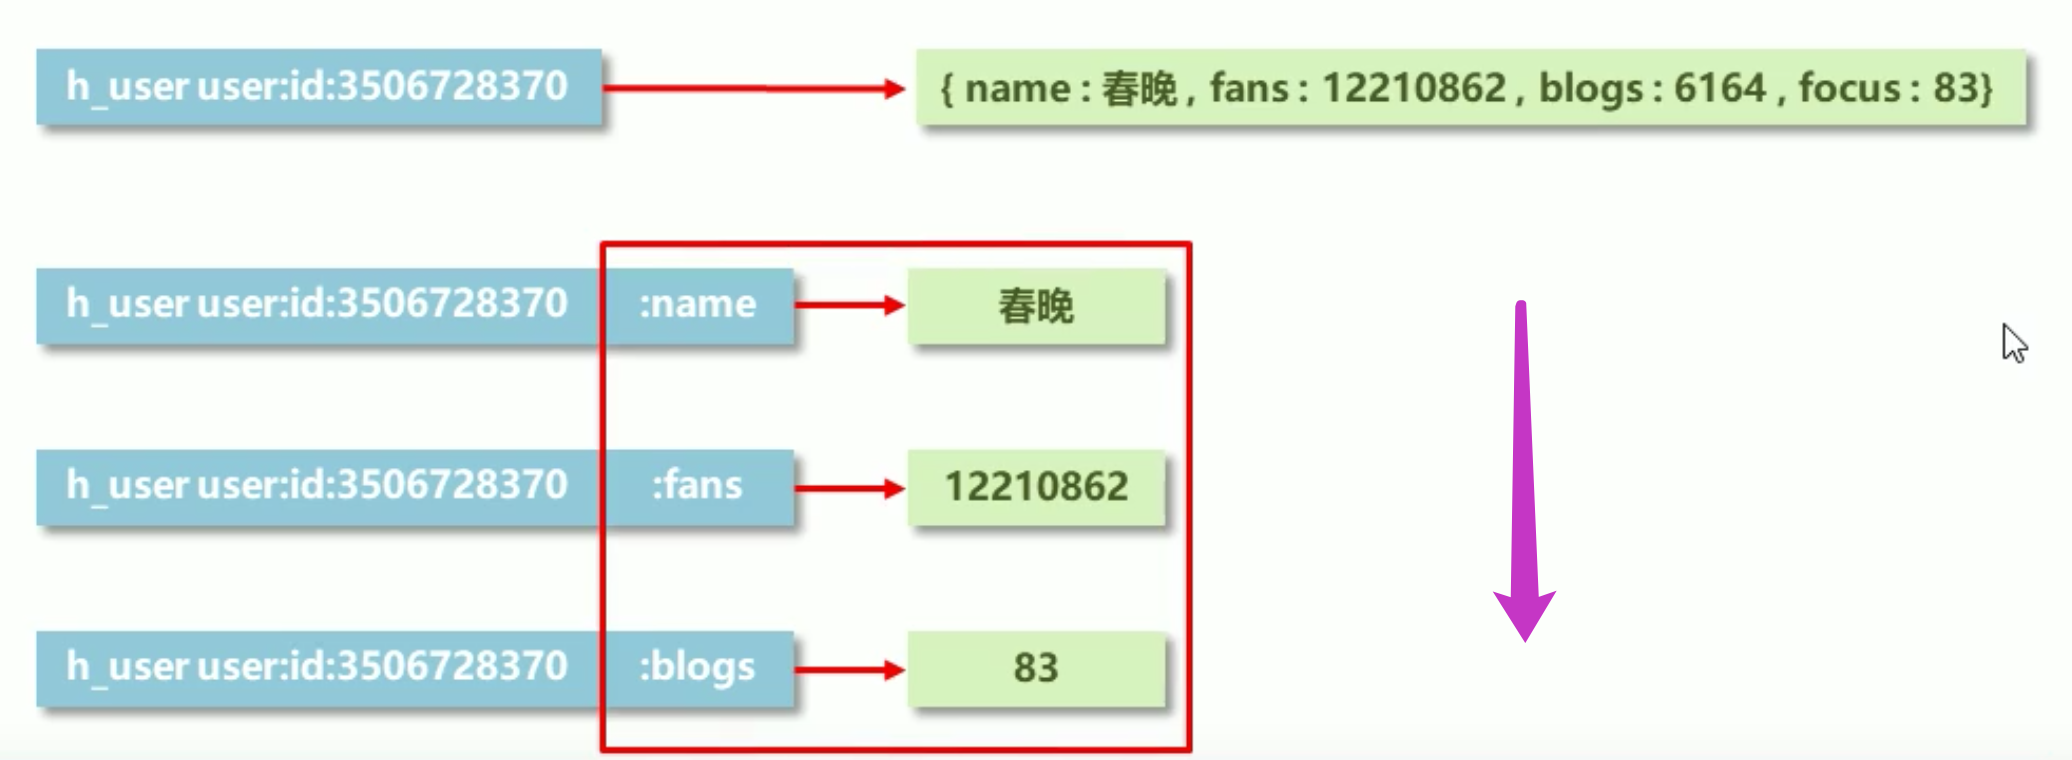 h_user user:id:3506728370 { name : 春晚 , fans : 12210862 , blogs : 6164 , focus : 83}
h_user user:id:3506728370 :name 春晚
h_user user:id:3506728370 :fans 12210862
h_user user:id:3506728370 :blogs 83